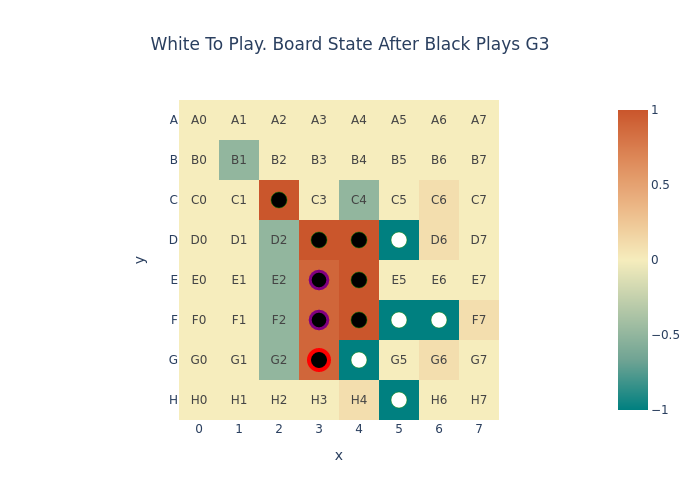 White To Play. Board State After Black Plays G3
A A0 A1 A2 A3 A4 A5 A6 A7
B B0 B1 B2 B3 B4 B5 B6 B7
C C0 C1 C3 C4 C5 C6 C7
D D0 D1 D2 D6 D7
E E0 E1 E2 E5 E6 E7
F F0 F1 F2 F7
G G0 G1 G2 G5 G6 G7
H H0 H1 H2 H3 H4 H6 H7
0 1 2 3 4 5 6 7
x
y
1
0.5
0
−0.5
−1